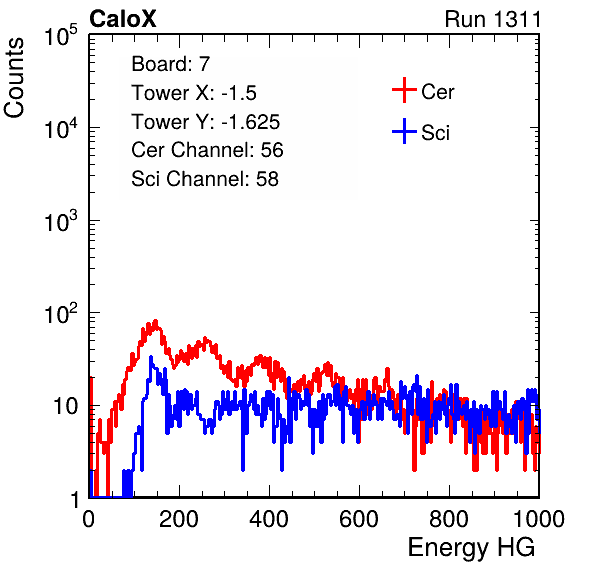 CaloX Run 1311
Counts
10^5
10^4
10^3
10^2
10
1
Board: 7
Tower X: -1.5
Tower Y: -1.625
Cer Channel: 56
Sci Channel: 58
Cer
Sci
0 200 400 600 800 1000
Energy HG